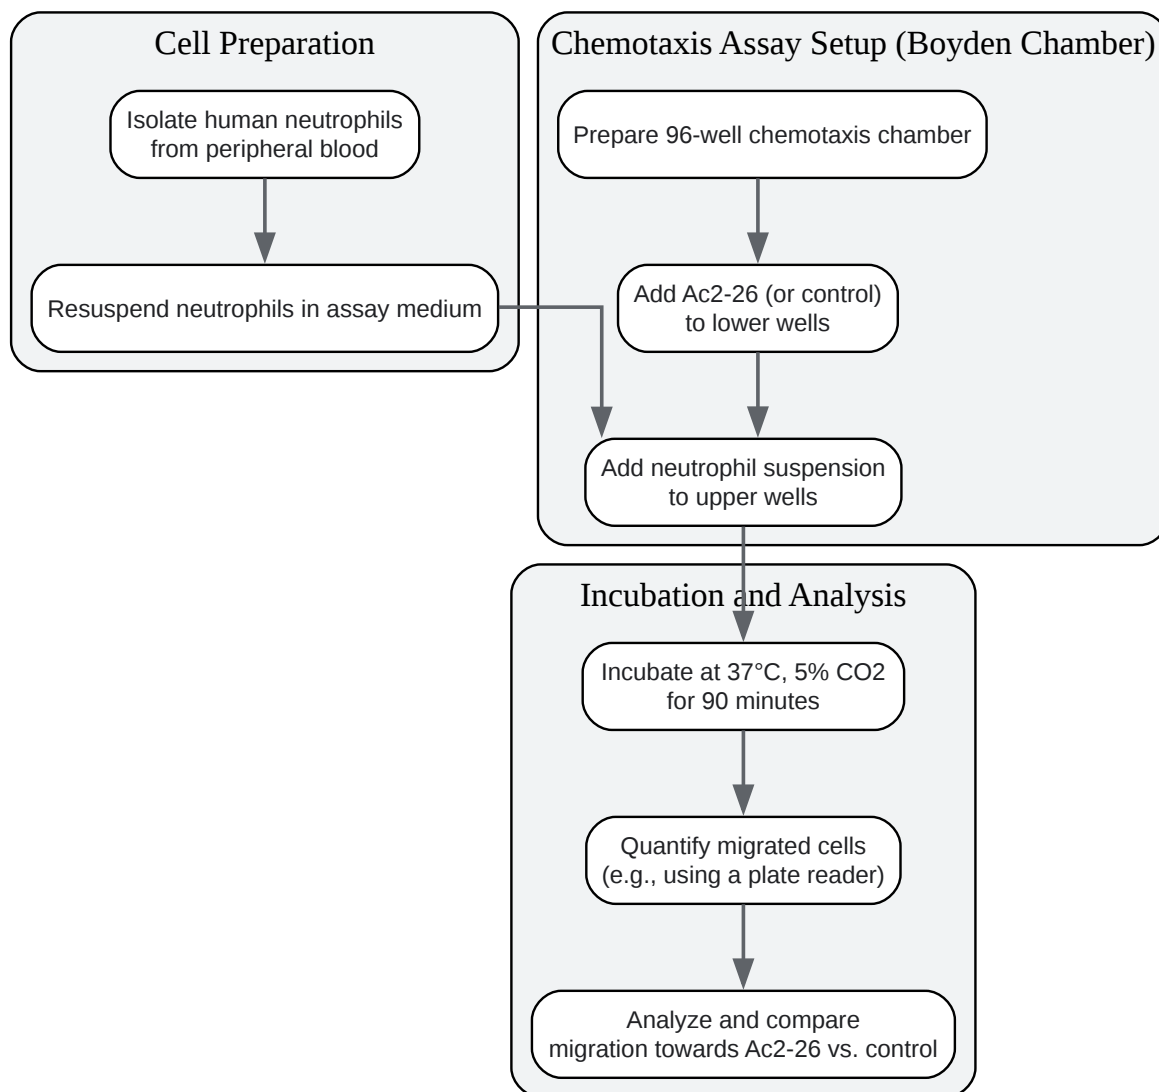 Cell Preparation
Isolate human neutrophils
from peripheral blood
Resuspend neutrophils in assay medium
Chemotaxis Assay Setup (Boyden Chamber)
Prepare 96-well chemotaxis chamber
Add Ac2-26 (or control)
to lower wells
Add neutrophil suspension
to upper wells
Incubation and Analysis
Incubate at 37°C, 5% CO2
for 90 minutes
Quantify migrated cells
(e.g., using a plate reader)
Analyze and compare
migration towards Ac2-26 vs. control